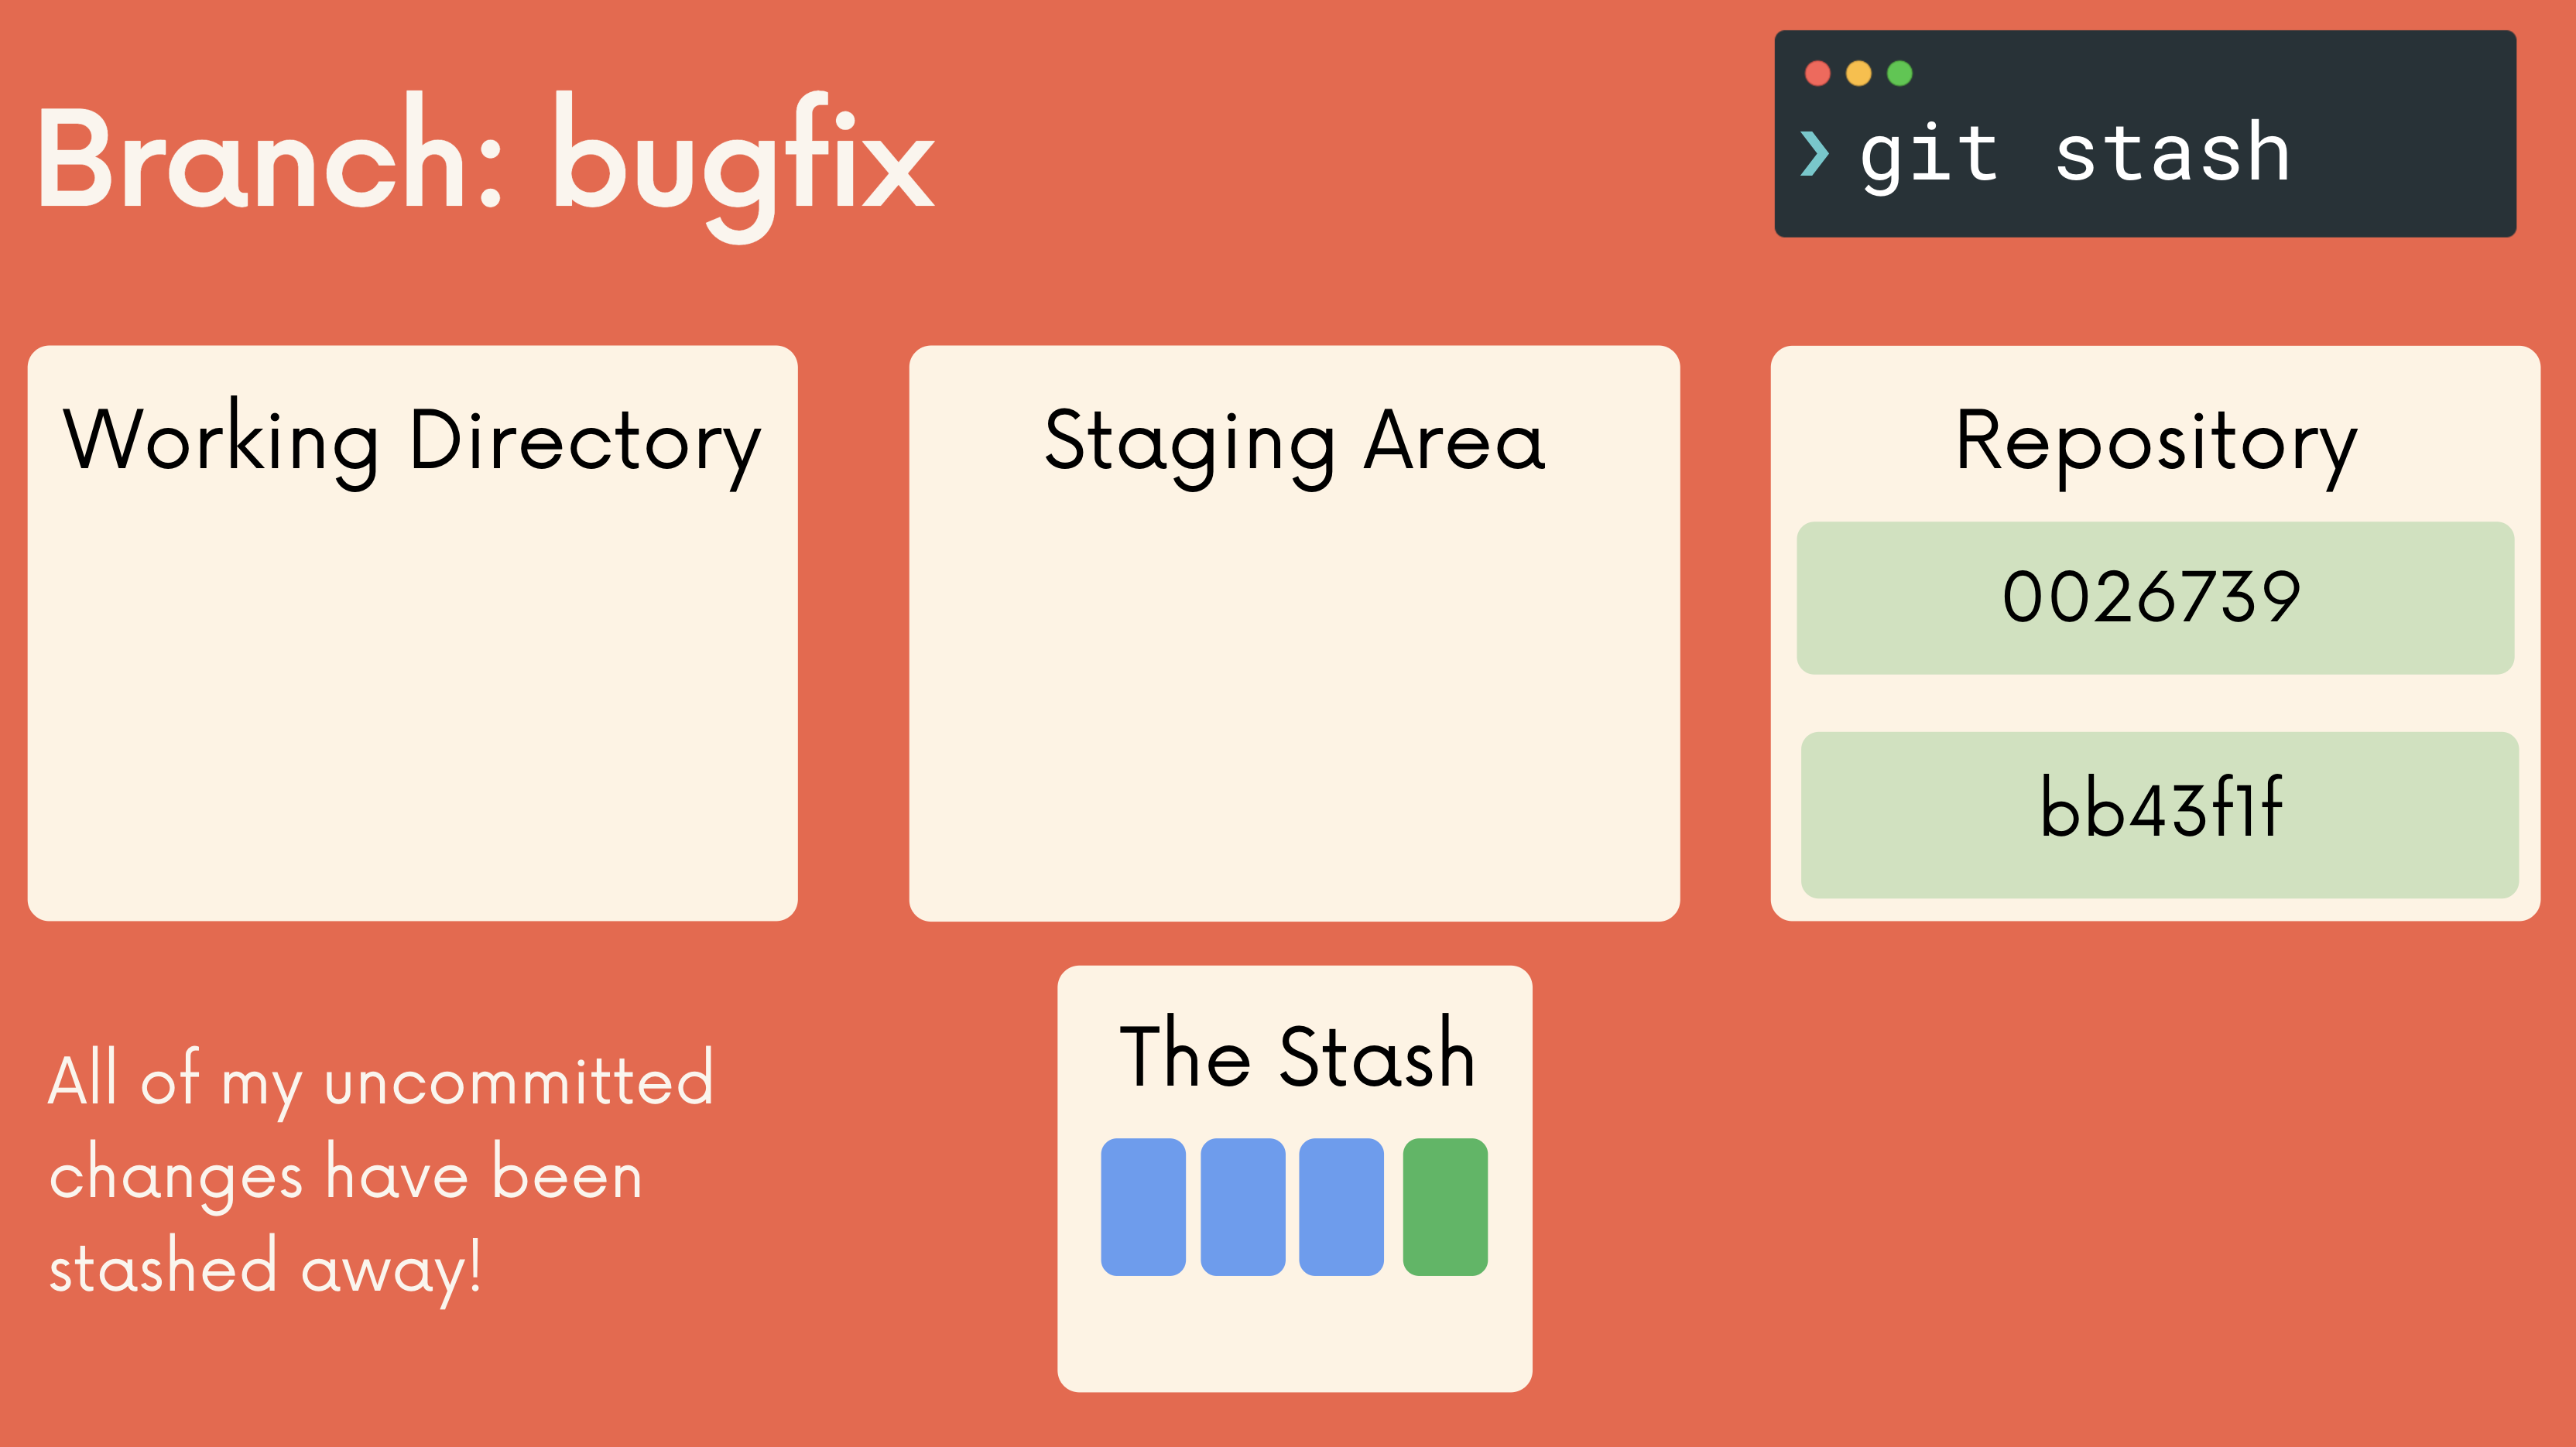 Branch: bugfix
❯ git stash
Working Directory
Staging Area
Repository
0026739
bb43f1f
The Stash
All of my uncommitted
changes have been
stashed away!